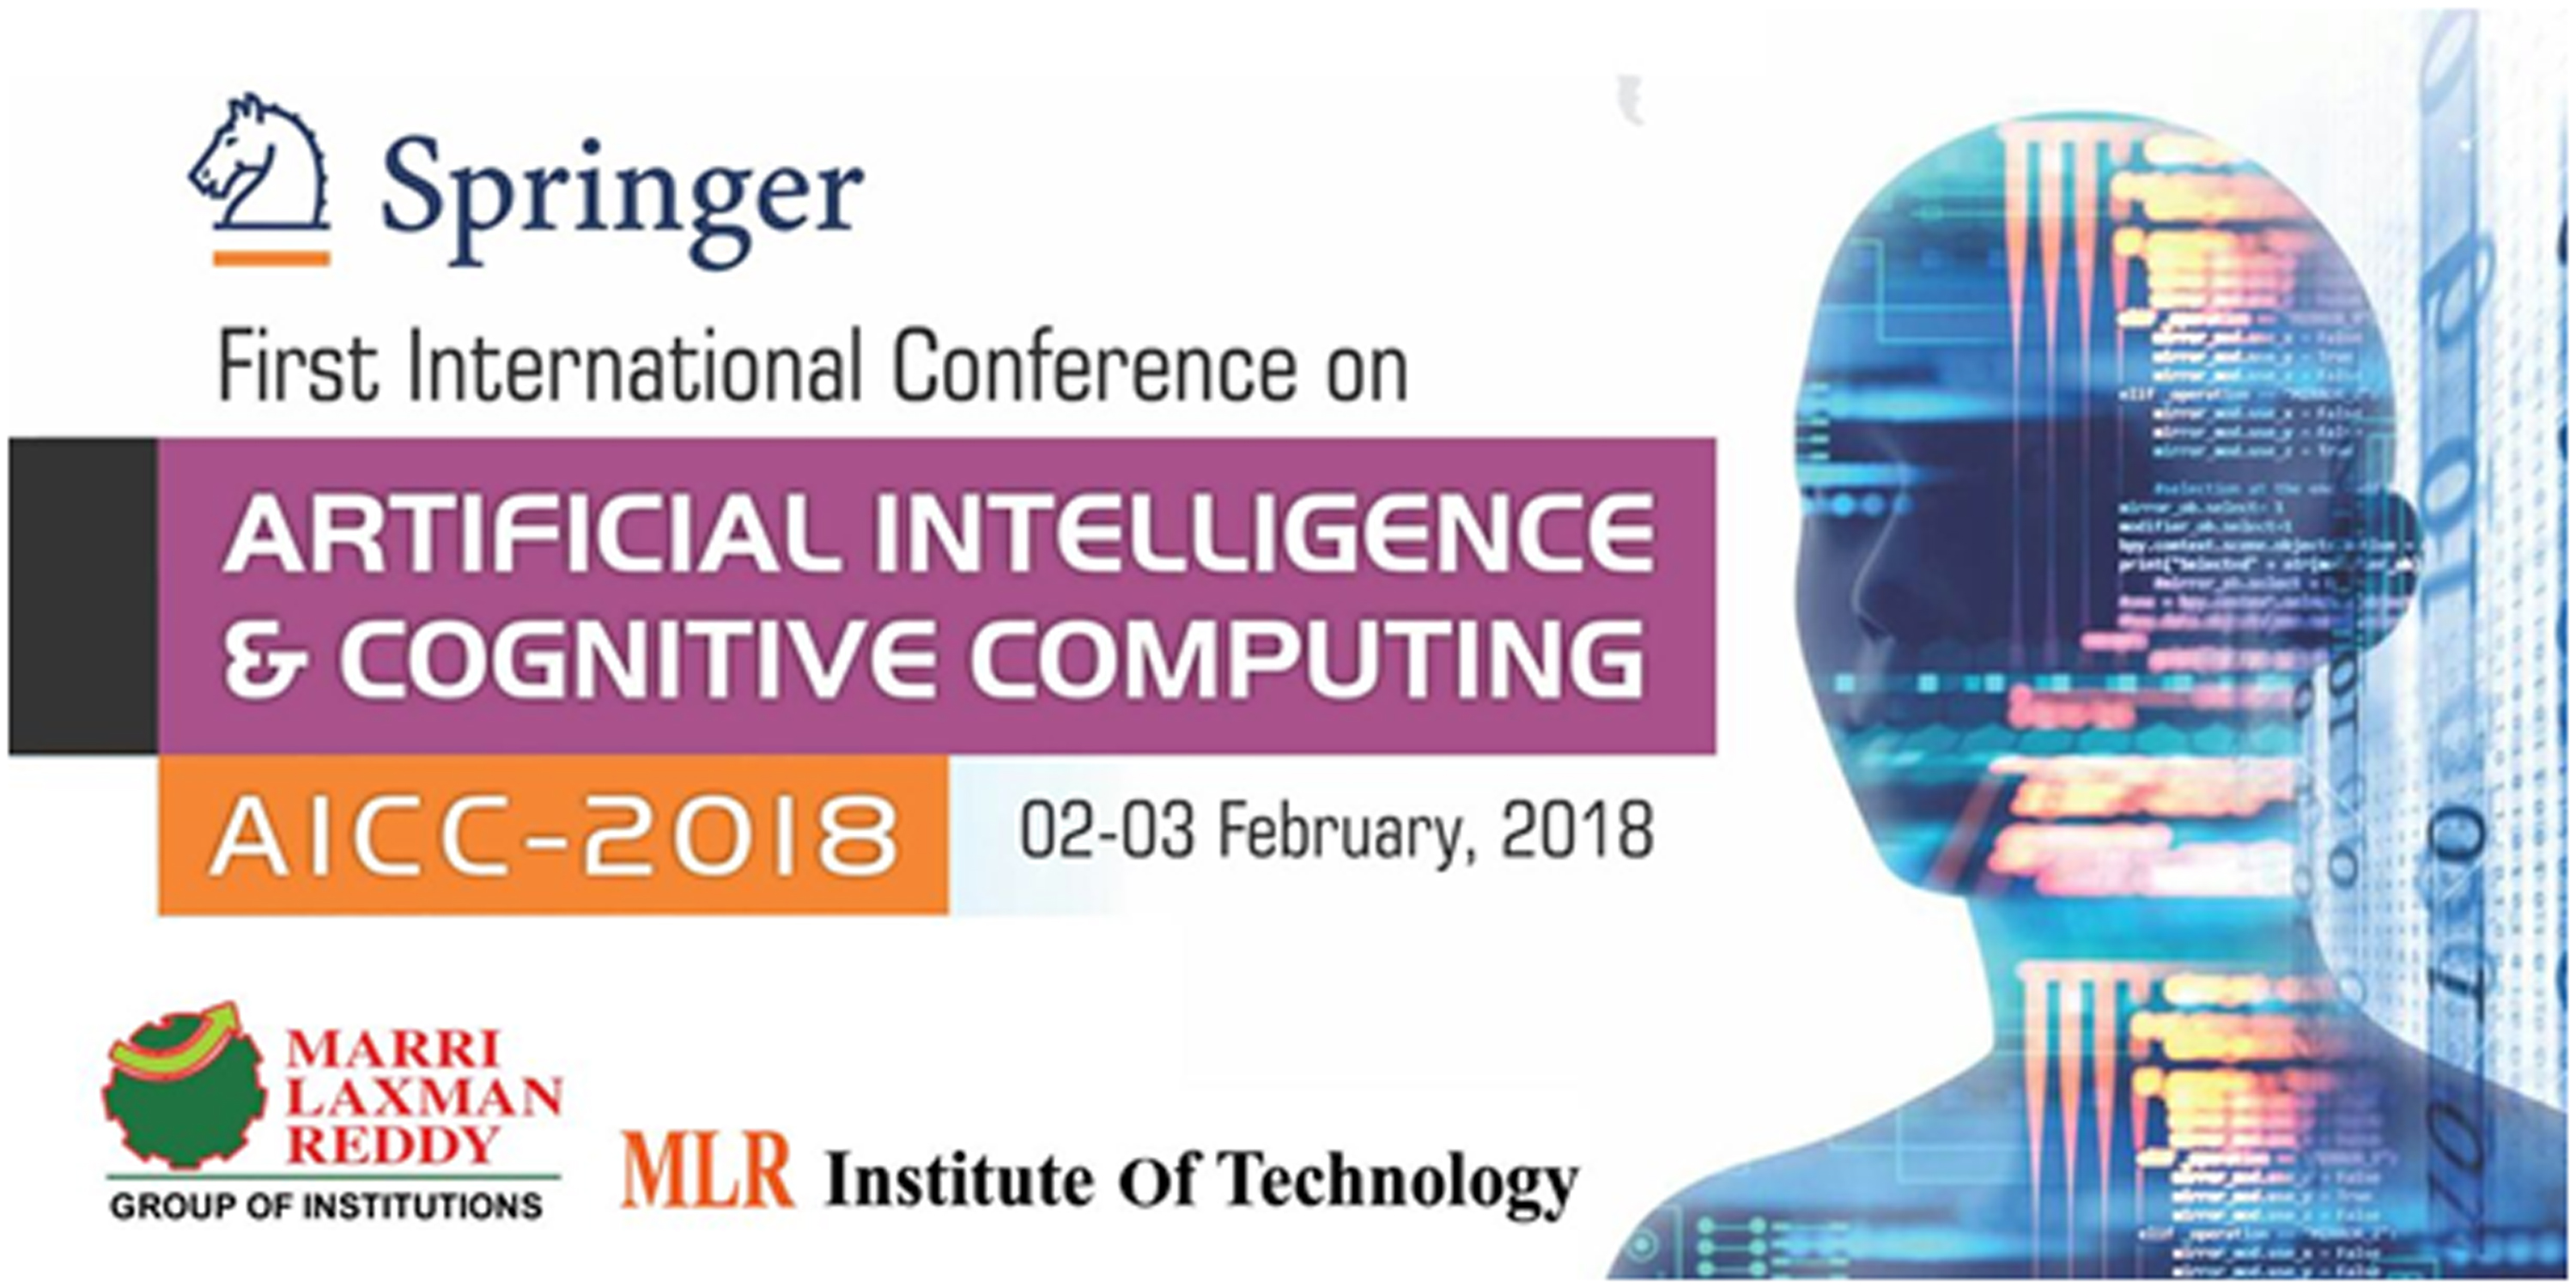 Springer
First International Conference on
ARTIFICIAL INTELLIGENCE
& COGNITIVE COMPUTING
AICC-2018
02-03 February, 2018
MARRI
LAXMAN
REDDY
GROUP OF INSTITUTIONS
MLR Institute Of Technology